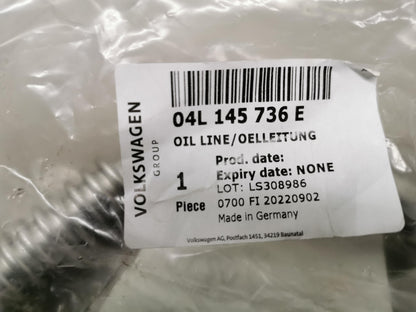 VOLKSWAGEN
GROUP
04L 145 736 E
OIL LINE/OELLEITUNG
Prod. date:
1 Expiry date: NONE
LOT: LS308986
Piece 0700 FI 20220902
Made in Germany
Volkswagen AG, Postfach 1451, 34219 Baunatal